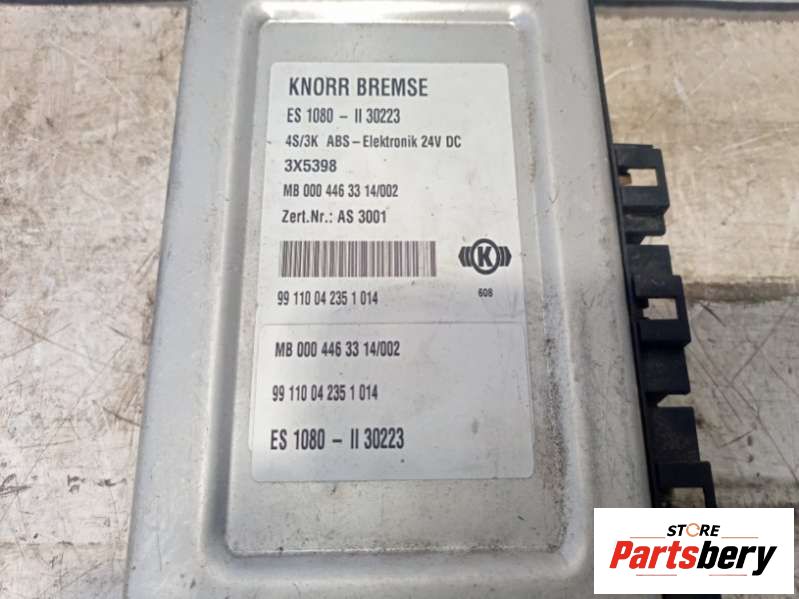 KNORR BREMSE
ES 1080 - II 30223
4S/3K ABS - Elektronik 24V DC
3X5398
MB 000 446 33 14/002
Zert.Nr.: AS 3001
K
608
99 110 04 235 1 014
MB 000 446 33 14/002
99 110 04 235 1 014
ES 1080 - II 30223
STORE
Partsbery